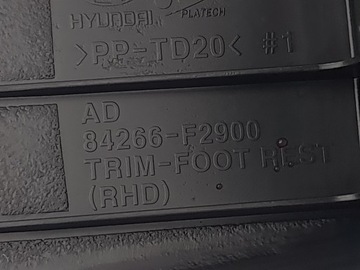 HYUNDAI PLATECH
>PP-TD20< #1
AD
84266-F2900
TRIM-FOOT REST
(RHD)